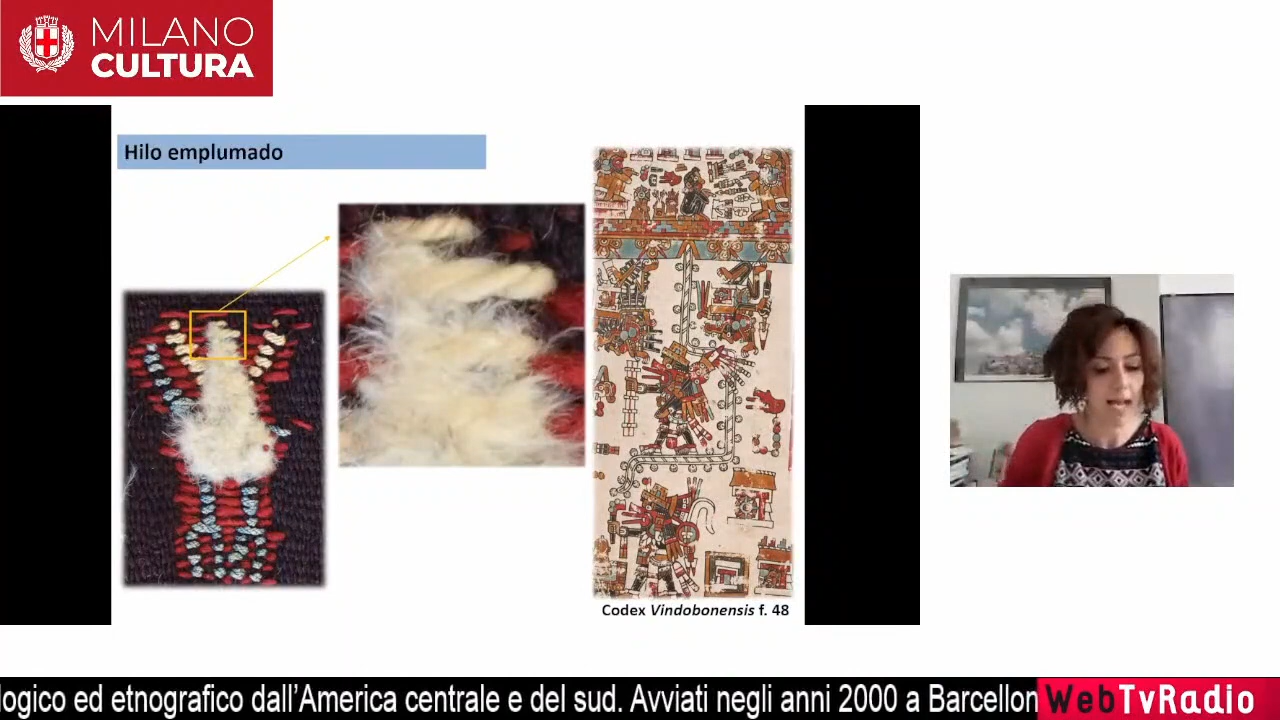 MILANO
CULTURA
Hilo emplumado
Codex Vindobonensis f. 48
logico ed etnografico dall’America centrale e del sud. Avviati negli anni 2000 a Barcellon
WebTvRadio